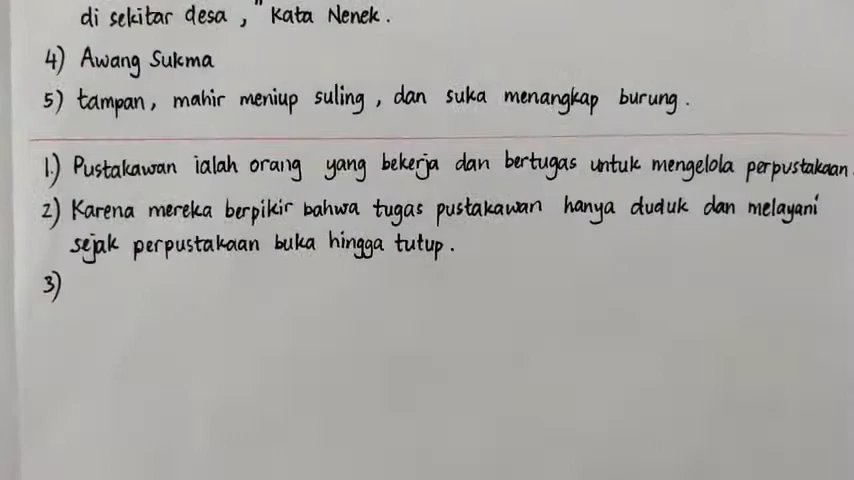 di sekitar desa ," Kata Nenek.
4) Awang Sukma
5) tampan, mahir meniup suling, dan suka menangkap burung.
1.) Pustakawan ialah orang yang bekerja dan bertugas untuk mengelola perpustakaan.
2) Karena mereka berpikir bahwa tugas pustakawan hanya duduk dan melayani
sejak perpustakaan buka hingga tutup.
3)